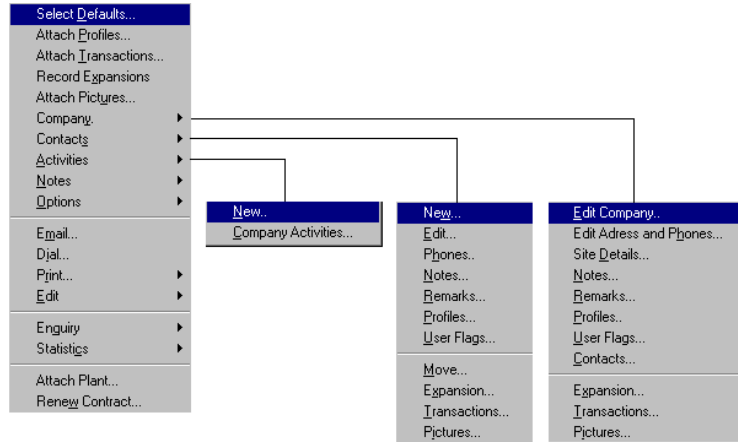 Select Defaults...
Attach Profiles...
Attach Transactions...
Record Expansions
Attach Pictures...
Company.
Contacts
Activities
Notes
Options
Email...
Dial...
Print...
Edit
Enquiry
Statistics
Attach Plant...
Renew Contract...
New..
Company Activities...
New...
Edit...
Phones..
Notes...
Remarks...
Profiles...
User Flags...
Move...
Expansion...
Transactions...
Pictures...
Edit Company..
Edit Adress and Phones...
Site Details...
Notes...
Remarks...
Profiles..
User Flags...
Contacts...
Expansion...
Transactions...
Pictures...